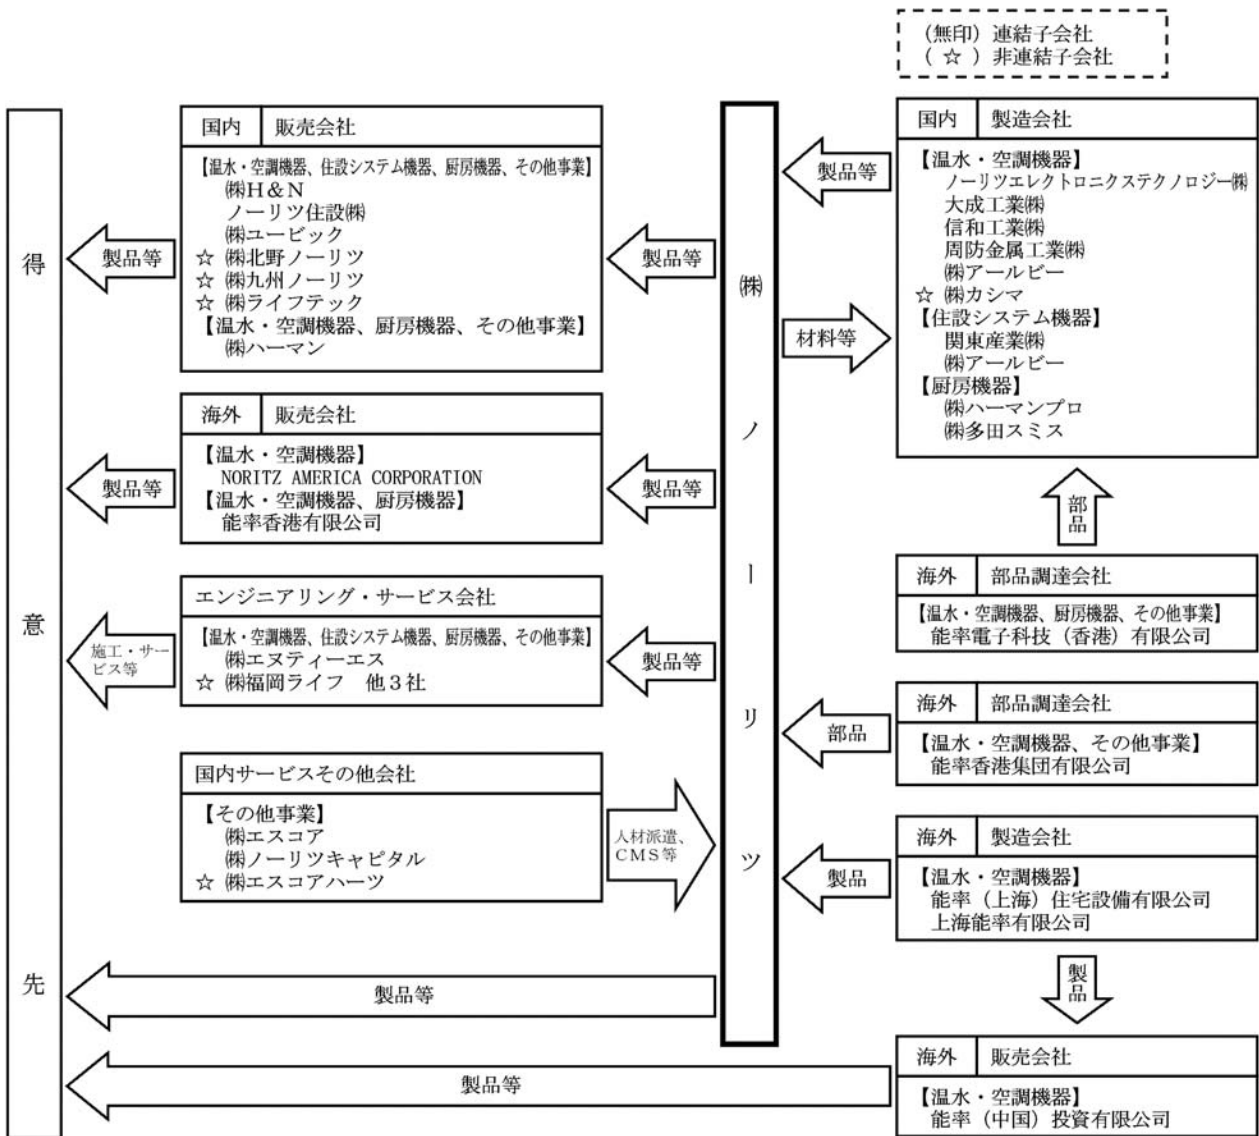 （無印）連結子会社
（ ☆ ）非連結子会社
得意先
国内 販売会社
【温水・空調機器、住設システム機器、厨房機器、その他事業】
㈱H＆N
ノーリツ住設㈱
㈱ユービック
☆ ㈱北野ノーリツ
☆ ㈱九州ノーリツ
☆ ㈱ライフテック
【温水・空調機器、厨房機器、その他事業】
㈱ハーマン
製品等
製品等
海外 販売会社
【温水・空調機器】
NORITZ AMERICA CORPORATION
【温水・空調機器、厨房機器】
能率香港有限公司
製品等
製品等
エンジニアリング・サービス会社
【温水・空調機器、住設システム機器、厨房機器、その他事業】
㈱エヌティーエス
☆ ㈱福岡ライフ　他３社
施工・サー
ビス等
製品等
国内サービスその他会社
【その他事業】
㈱エスコア
㈱ノーリツキャピタル
☆ ㈱エスコアハーツ
人材派遣、
CMS等
製品等
製品等
㈱ノーリツ
国内 製造会社
【温水・空調機器】
ノーリツエレクトロニクステクノロジー㈱
大成工業㈱
信和工業㈱
周防金属工業㈱
㈱アールビー
☆ ㈱カシマ
【住設システム機器】
関東産業㈱
㈱アールビー
【厨房機器】
㈱ハーマンプロ
㈱多田スミス
製品等
材料等
部品
海外 部品調達会社
【温水・空調機器、厨房機器、その他事業】
能率電子科技（香港）有限公司
海外 部品調達会社
【温水・空調機器、その他事業】
能率香港集団有限公司
部品
海外 製造会社
【温水・空調機器】
能率（上海）住宅設備有限公司
上海能率有限公司
製品
製品
海外 販売会社
【温水・空調機器】
能率（中国）投資有限公司